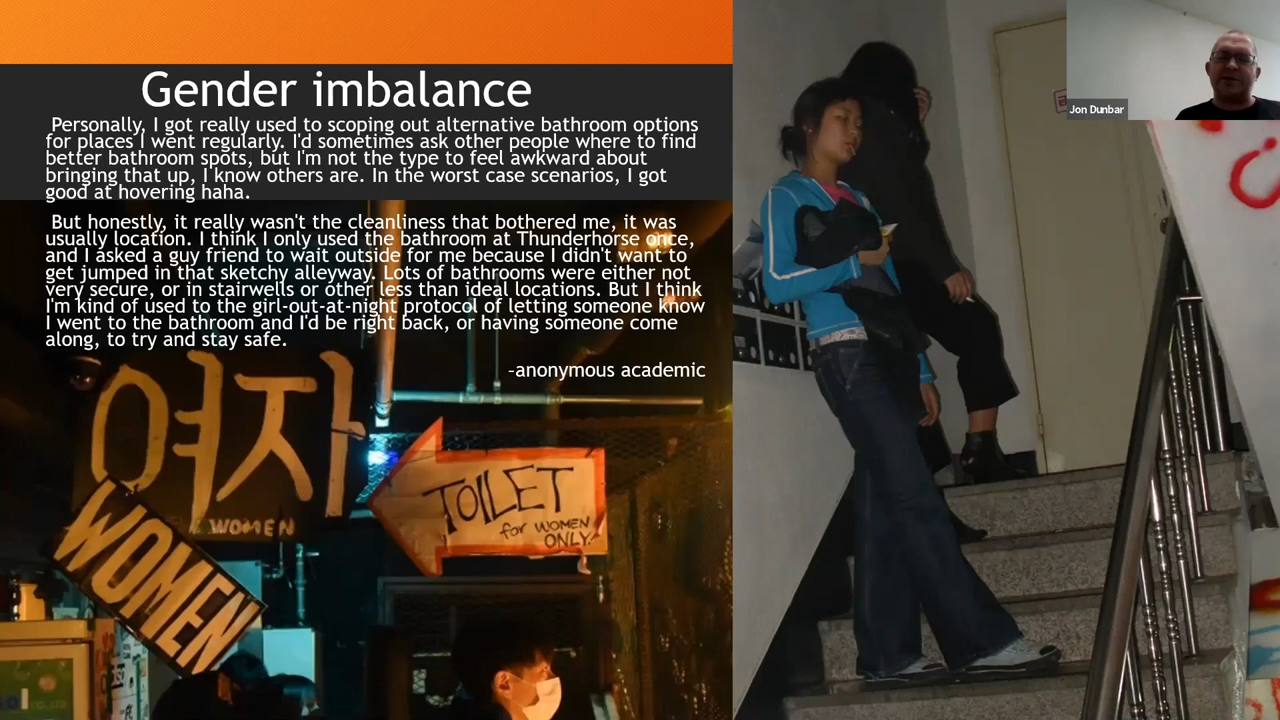 Gender imbalance
Personally, I got really used to scoping out alternative bathroom options
for places I went regularly. I'd sometimes ask other people where to find
better bathroom spots, but I'm not the type to feel awkward about
bringing that up, I know others are. In the worst case scenarios, I got
good at hovering haha.
But honestly, it really wasn't the cleanliness that bothered me, it was
usually location. I think I only used the bathroom at Thunderhorse once,
and I asked a guy friend to wait outside for me because I didn't want to
get jumped in that sketchy alleyway. Lots of bathrooms were either not
very secure, or in stairwells or other less than ideal locations. But I think
I'm kind of used to the girl-out-at-night protocol of letting someone know
I went to the bathroom and I'd be right back, or having someone come
along, to try and stay safe.
–anonymous academic
여자
WOMEN
WOMEN
TOILET
for WOMEN
ONLY
Jon Dunbar